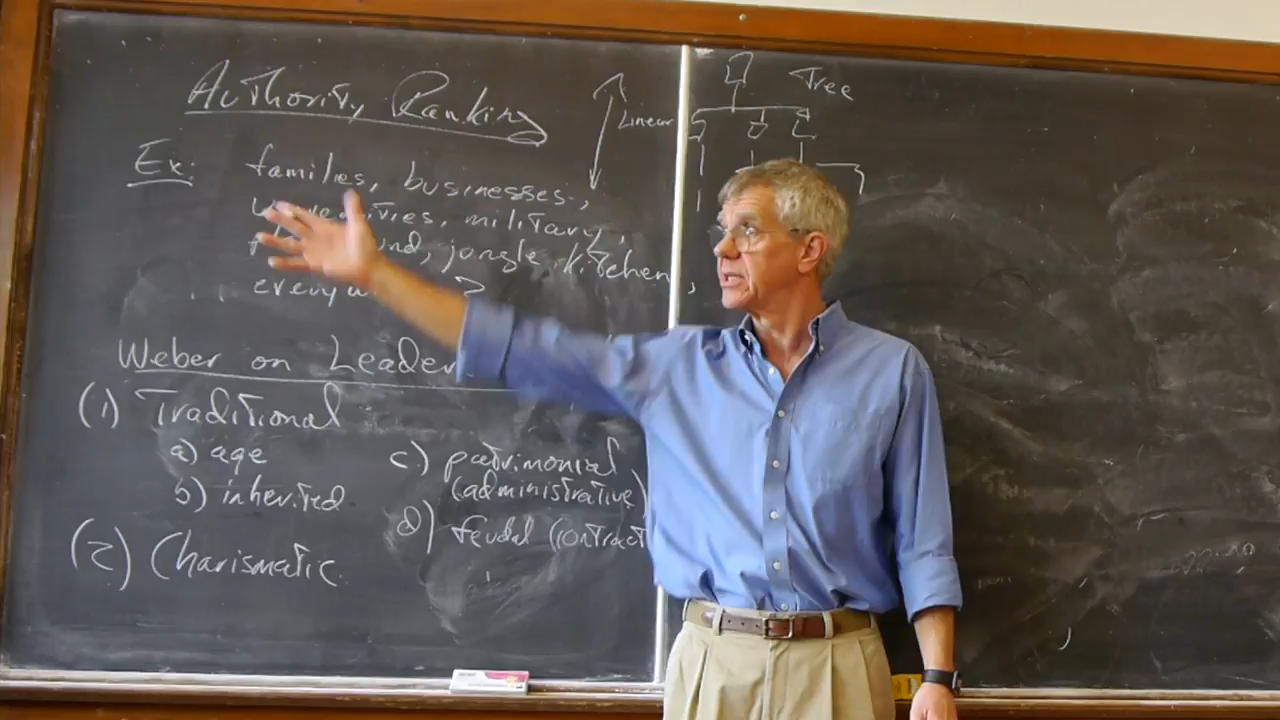 Authority Ranking
Linear
Tree
Ex: families, businesses,
military,
jungle, kitchen,
Weber on Leader
(1) Traditional
a) age
b) inherited
c) patrimonial
(administrative)
d) feudal (contract
(2) Charismatic